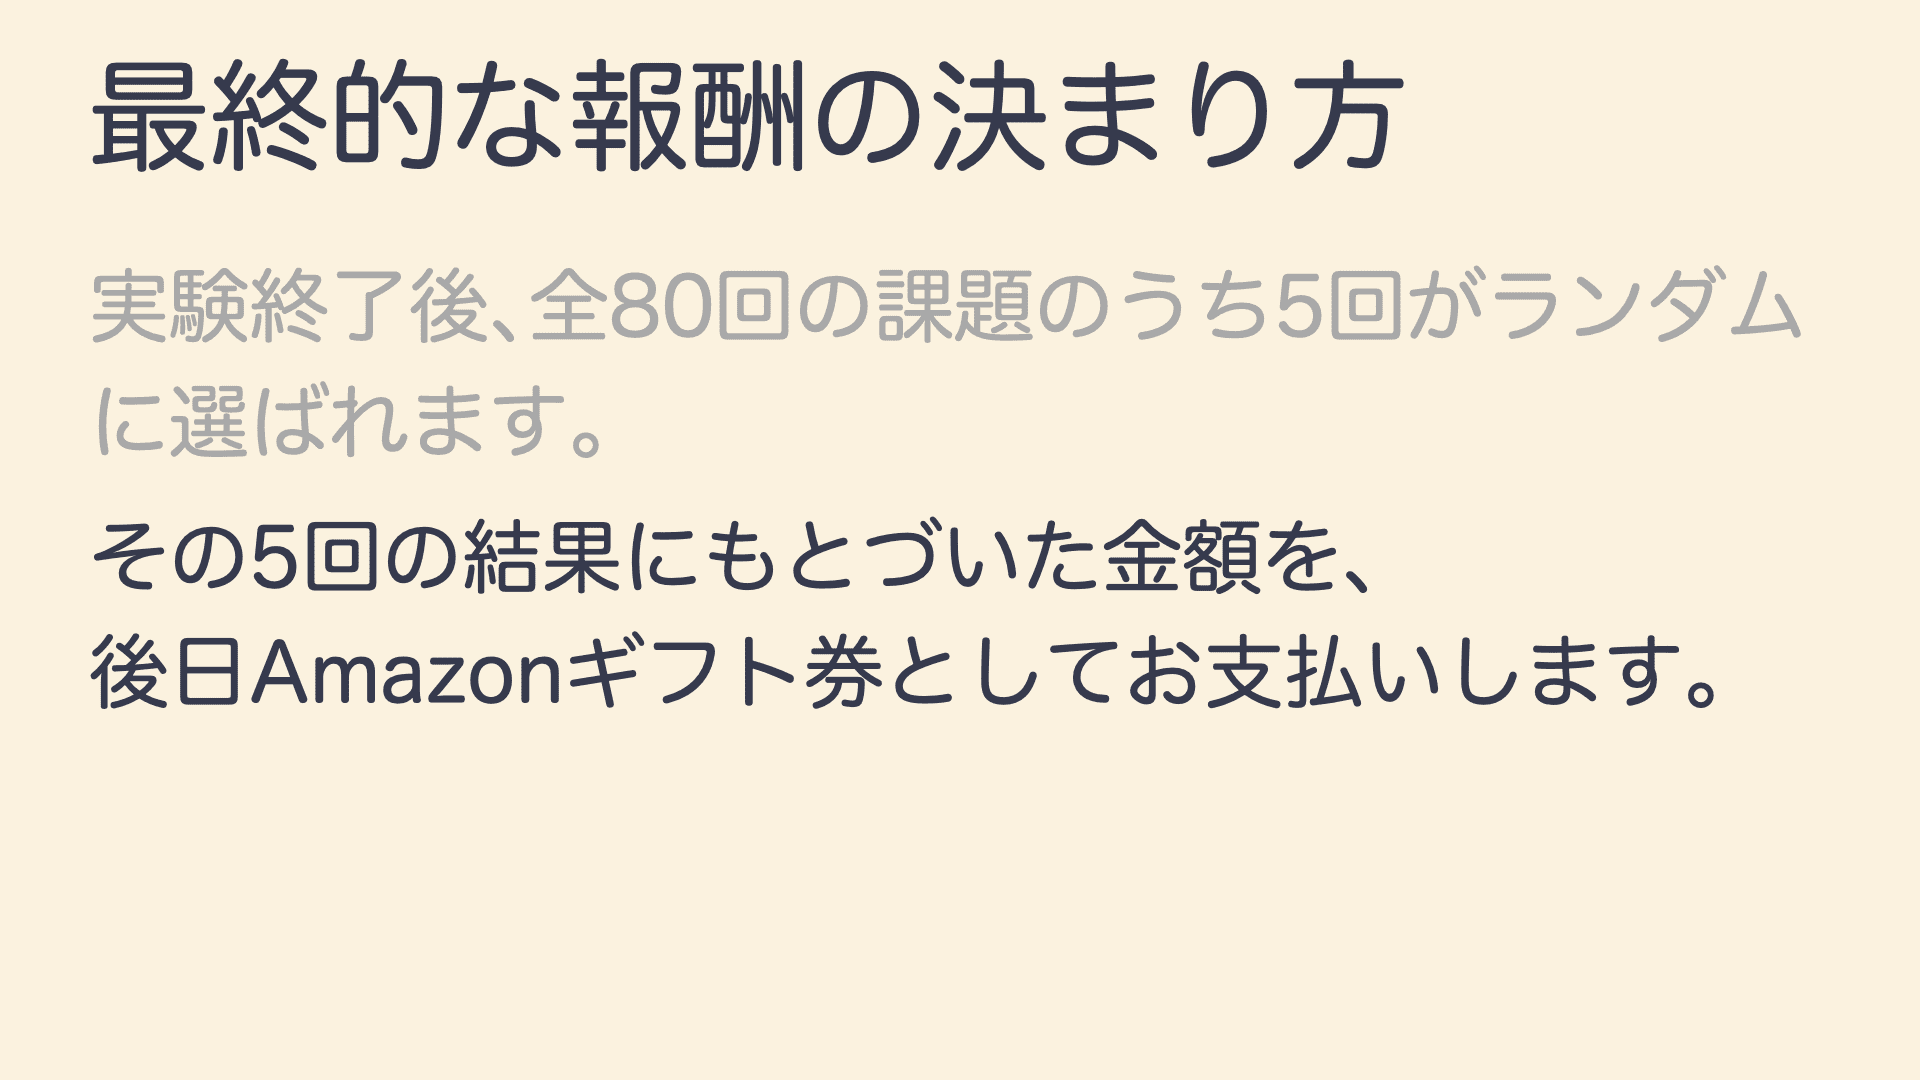 最終的な報酬の決まり方
実験終了後、全80回の課題のうち5回がランダム
に選ばれます。
その5回の結果にもとづいた金額を、
後日Amazonギフト券としてお支払いします。